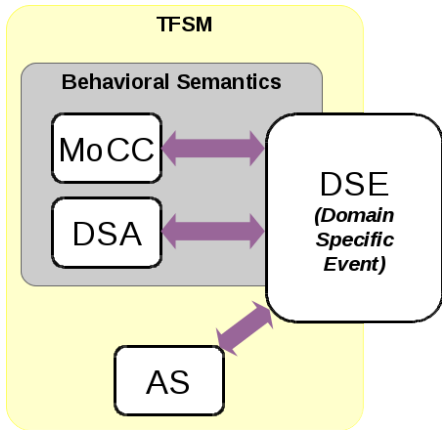 TFSM
Behavioral Semantics
MoCC
DSE
(Domain
Specific
Event)
DSA
AS